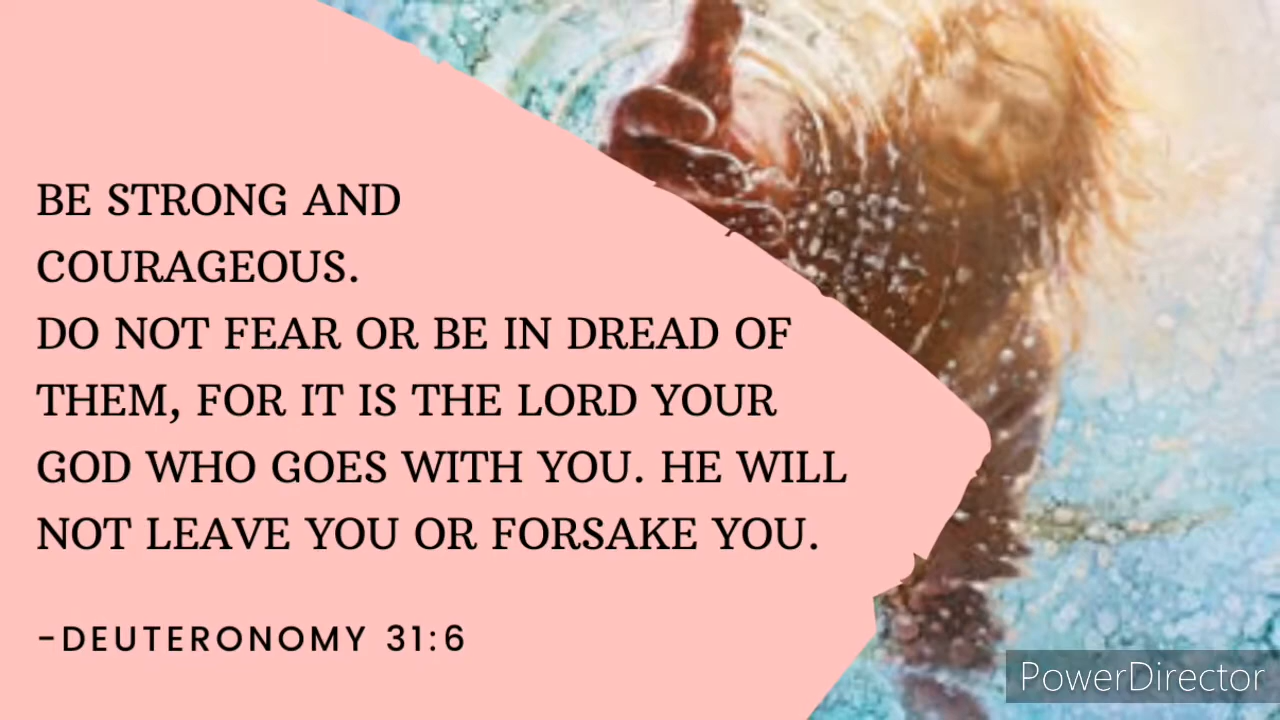 BE STRONG AND
COURAGEOUS.
DO NOT FEAR OR BE IN DREAD OF
THEM, FOR IT IS THE LORD YOUR
GOD WHO GOES WITH YOU. HE WILL
NOT LEAVE YOU OR FORSAKE YOU.
-DEUTERONOMY 31:6
PowerDirector